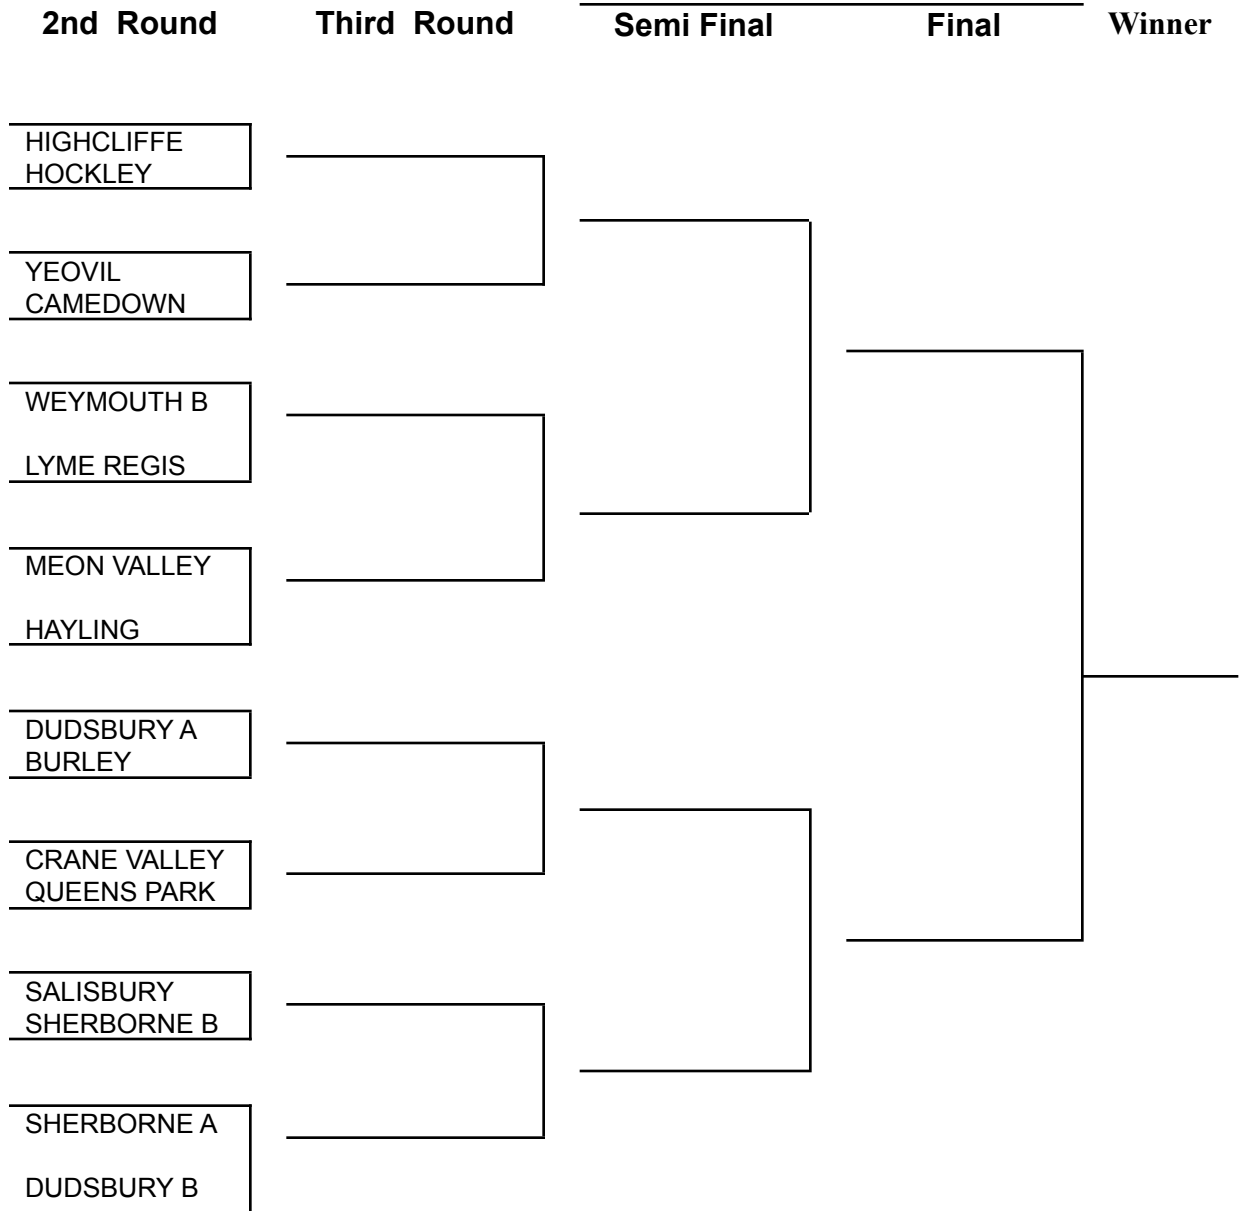 2nd Round Third Round Semi Final Final Winner
HIGHCLIFFE
HOCKLEY
YEOVIL
CAMEDOWN
WEYMOUTH B
LYME REGIS
MEON VALLEY
HAYLING
DUDSBURY A
BURLEY
CRANE VALLEY
QUEENS PARK
SALISBURY
SHERBORNE B
SHERBORNE A
DUDSBURY B